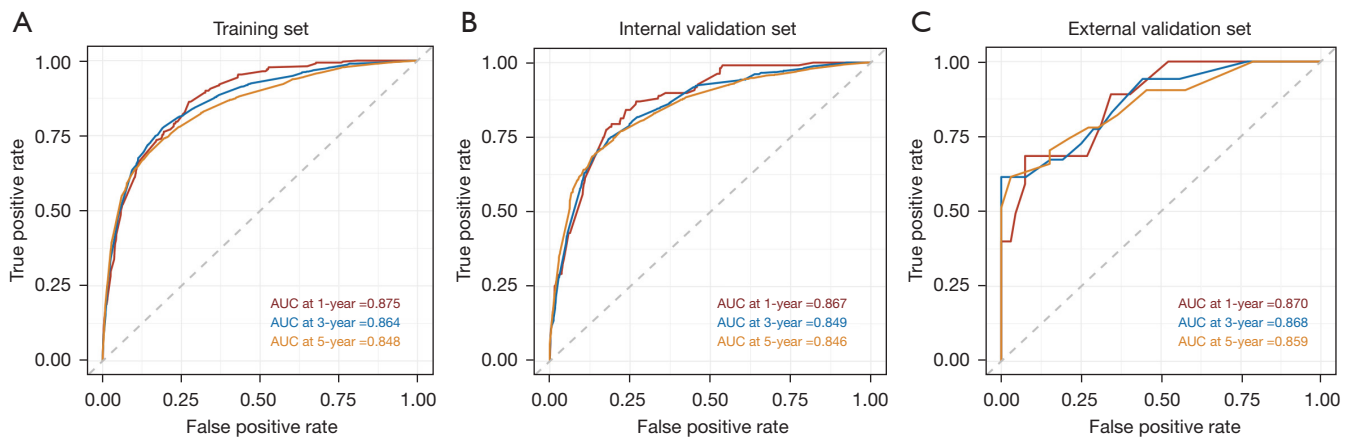 A
Training set
True positive rate
1.00
0.75
0.50
0.25
0.00
AUC at 1-year =0.875
AUC at 3-year =0.864
AUC at 5-year =0.848
0.00 0.25 0.50 0.75 1.00
False positive rate
B
Internal validation set
True positive rate
1.00
0.75
0.50
0.25
0.00
AUC at 1-year =0.867
AUC at 3-year =0.849
AUC at 5-year =0.846
0.00 0.25 0.50 0.75 1.00
False positive rate
C
External validation set
True positive rate
1.00
0.75
0.50
0.25
0.00
AUC at 1-year =0.870
AUC at 3-year =0.868
AUC at 5-year =0.859
0.00 0.25 0.50 0.75 1.00
False positive rate